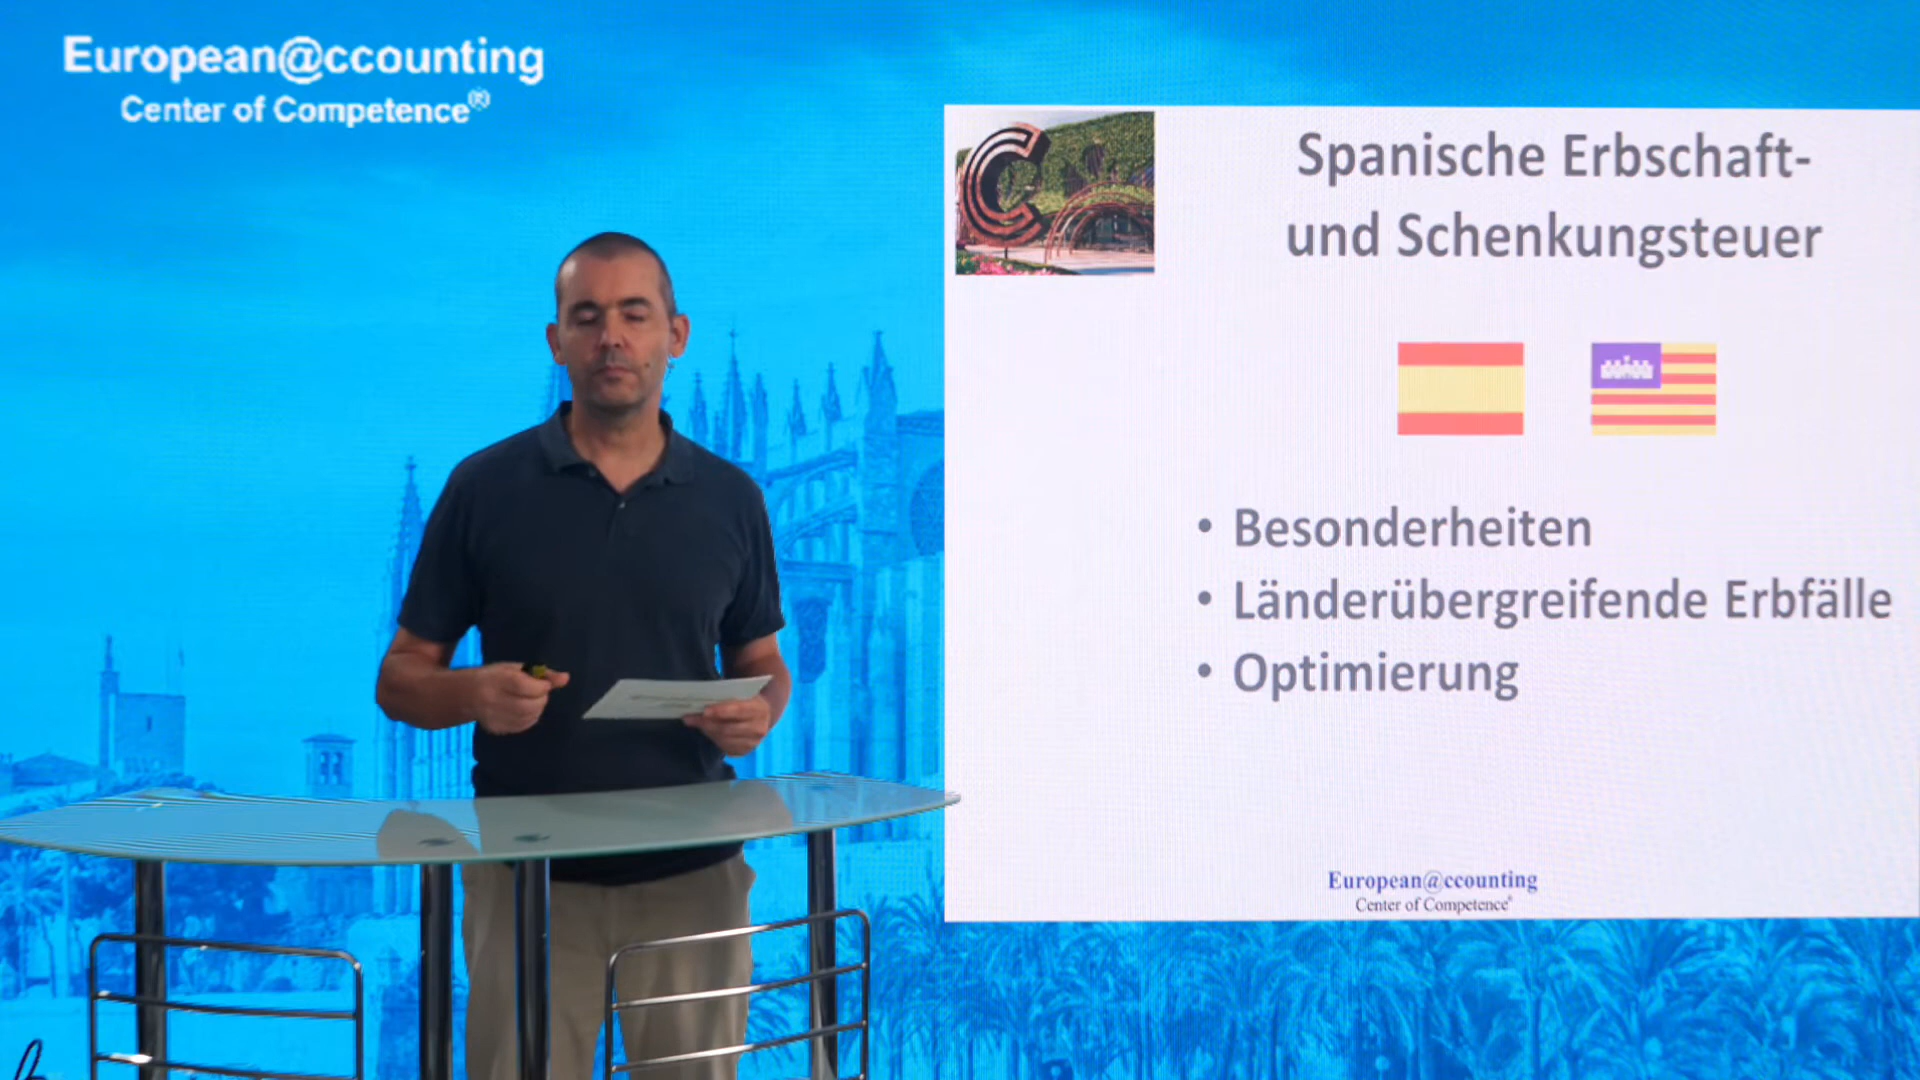 European@ccounting
Center of Competence®
Spanische Erbschaft-
und Schenkungsteuer
• Besonderheiten
• Länderübergreifende Erbfälle
• Optimierung
European@ccounting
Center of Competence®